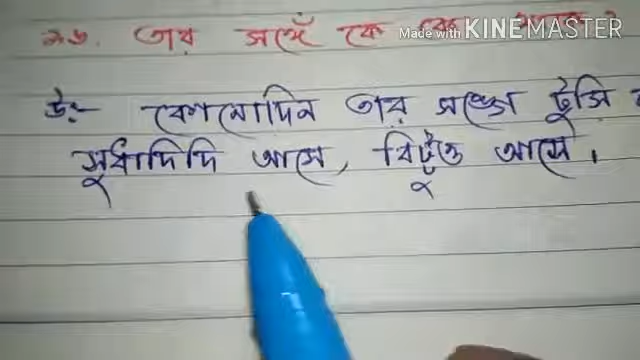 Made with KINEMASTER
২৬. তার সঙ্গে কে কে
উঃ- কোনোদিন তার সঙ্গে টুসি
সুধাদিদি আসে, বিট্টুও আসে।